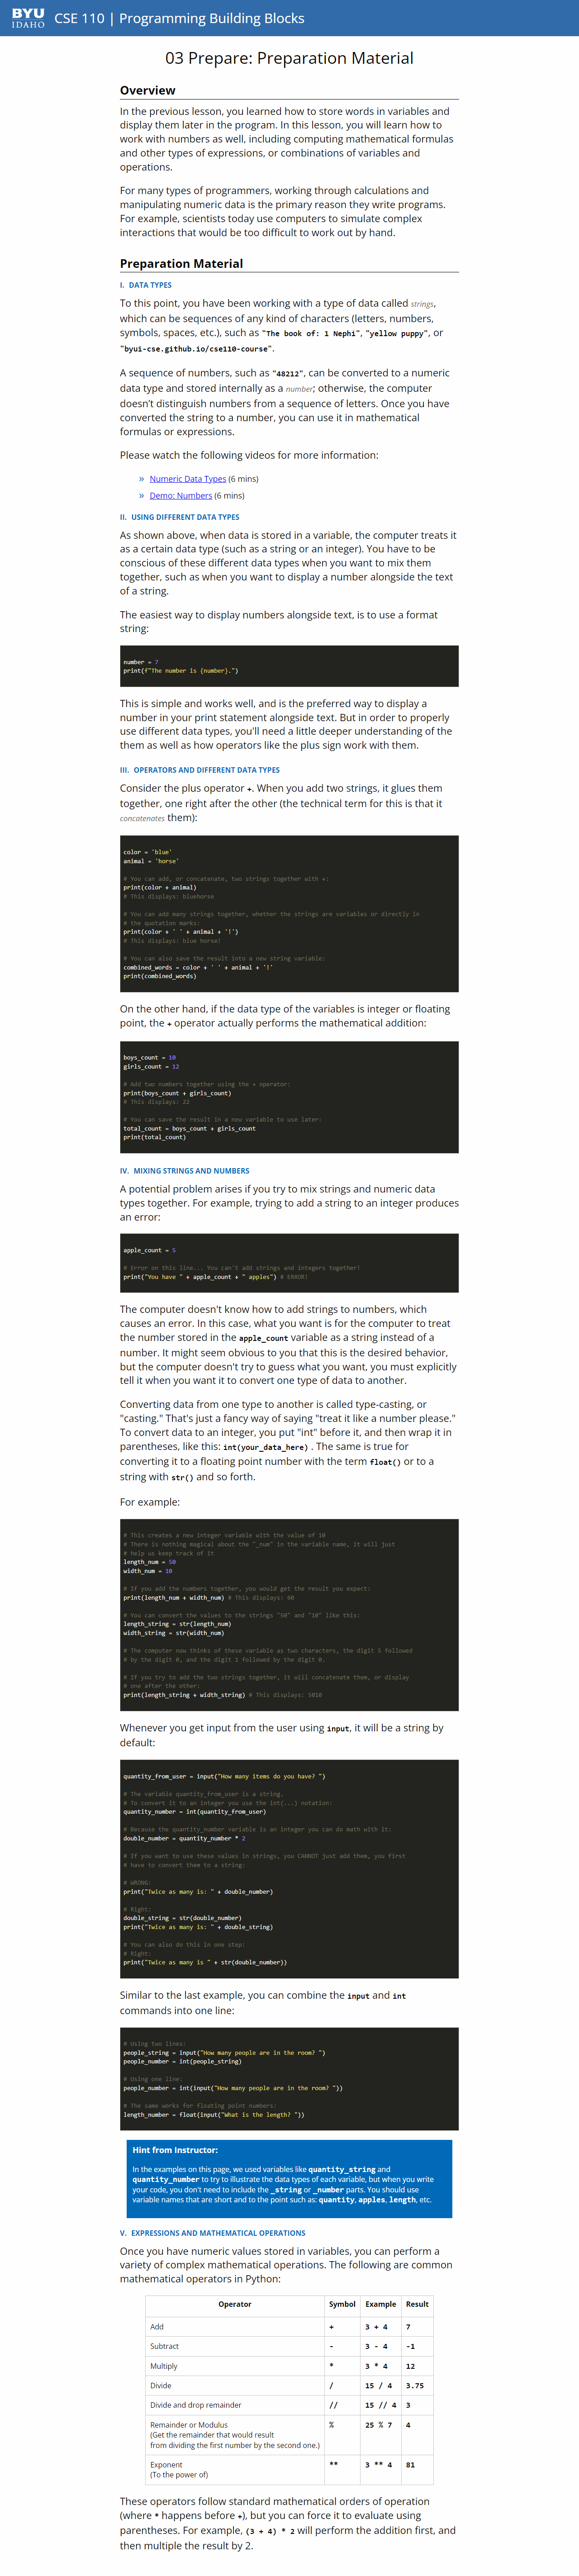 BYU
IDAHO
CSE 110 | Programming Building Blocks
03 Prepare: Preparation Material
Overview
In the previous lesson, you learned how to store words in variables and
display them later in the program. In this lesson, you will learn how to
work with numbers as well, including computing mathematical formulas
and other types of expressions, or combinations of variables and
operations.
For many types of programmers, working through calculations and
manipulating numeric data is the primary reason they write programs.
For example, scientists today use computers to simulate complex
interactions that would be too difficult to work out by hand.
Preparation Material
I. DATA TYPES
To this point, you have been working with a type of data called strings,
which can be sequences of any kind of characters (letters, numbers,
symbols, spaces, etc.), such as "The book of: 1 Nephi", "yellow puppy", or
"byui-cse.github.io/cse110-course".
A sequence of numbers, such as "48212", can be converted to a numeric
data type and stored internally as a number; otherwise, the computer
doesn't distinguish numbers from a sequence of letters. Once you have
converted the string to a number, you can use it in mathematical
formulas or expressions.
Please watch the following videos for more information:
» Numeric Data Types (6 mins)
» Demo: Numbers (6 mins)
II. USING DIFFERENT DATA TYPES
As shown above, when data is stored in a variable, the computer treats it
as a certain data type (such as a string or an integer). You have to be
conscious of these different data types when you want to mix them
together, such as when you want to display a number alongside the text
of a string.
The easiest way to display numbers alongside text, is to use a format
string:
number = 7
print(f"The number is {number}.")
This is simple and works well, and is the preferred way to display a
number in your print statement alongside text. But in order to properly
use different data types, you'll need a little deeper understanding of the
them as well as how operators like the plus sign work with them.
III. OPERATORS AND DIFFERENT DATA TYPES
Consider the plus operator +. When you add two strings, it glues them
together, one right after the other (the technical term for this is that it
concatenates them):
color = 'blue'
animal = 'horse'
# You can add, or concatenate, two strings together with +:
print(color + animal)
# This displays: bluehorse
# You can add many strings together, whether the strings are variables or directly in
# the quotation marks:
print(color + ' ' + animal + '!')
# This displays: blue horse!
# You can also save the result into a new string variable:
combined_words = color + ' ' + animal + '!'
print(combined_words)
On the other hand, if the data type of the variables is integer or floating
point, the + operator actually performs the mathematical addition:
boys_count = 10
girls_count = 12
# Add two numbers together using the + operator:
print(boys_count + girls_count)
# This displays: 22
# You can save the result in a new variable to use later:
total_count = boys_count + girls_count
print(total_count)
IV. MIXING STRINGS AND NUMBERS
A potential problem arises if you try to mix strings and numeric data
types together. For example, trying to add a string to an integer produces
an error:
apple_count = 5
# Error on this line... You can't add strings and integers together!
print("You have " + apple_count + " apples") # ERROR!
The computer doesn't know how to add strings to numbers, which
causes an error. In this case, what you want is for the computer to treat
the number stored in the apple_count variable as a string instead of a
number. It might seem obvious to you that this is the desired behavior,
but the computer doesn't try to guess what you want, you must explicitly
tell it when you want it to convert one type of data to another.
Converting data from one type to another is called type-casting, or
"casting." That's just a fancy way of saying "treat it like a number please."
To convert data to an integer, you put "int" before it, and then wrap it in
parentheses, like this: int(your_data_here) . The same is true for
converting it to a floating point number with the term float() or to a
string with str() and so forth.
For example:
# This creates a new integer variable with the value of 10
# There is nothing magical about the "_num" in the variable name, it will just
# help us keep track of it
length_num = 50
width_num = 10
# If you add the numbers together, you would get the result you expect:
print(length_num + width_num) # This displays: 60
# You can convert the values to the strings "50" and "10" like this:
length_string = str(length_num)
width_string = str(width_num)
# The computer now thinks of these variable as two characters, the digit 5 followed
# by the digit 0, and the digit 1 followed by the digit 0.
# If you try to add the two strings together, it will concatenate them, or display
# one after the other:
print(length_string + width_string) # This displays: 5010
Whenever you get input from the user using input, it will be a string by
default:
quantity_from_user = input("How many items do you have? ")
# The variable quantity_from_user is a string.
# To convert it to an integer you use the int(...) notation:
quantity_number = int(quantity_from_user)
# Because the quantity_number variable is an integer you can do math with it:
double_number = quantity_number * 2
# If you want to use these values in strings, you CANNOT just add them, you first
# have to convert them to a string:
# WRONG:
print("Twice as many is: " + double_number)
# Right:
double_string = str(double_number)
print("Twice as many is: " + double_string)
# You can also do this in one step:
# Right:
print("Twice as many is " + str(double_number))
Similar to the last example, you can combine the input and int
commands into one line:
# Using two lines:
people_string = input("How many people are in the room? ")
people_number = int(people_string)
# Using one line:
people_number = int(input("How many people are in the room? "))
# The same works for floating point numbers:
length_number = float(input("What is the length? "))
Hint from Instructor:
In the examples on this page, we used variables like quantity_string and
quantity_number to try to illustrate the data types of each variable, but when you write
your code, you don't need to include the _string or _number parts. You should use
variable names that are short and to the point such as: quantity, apples, length, etc.
V. EXPRESSIONS AND MATHEMATICAL OPERATIONS
Once you have numeric values stored in variables, you can perform a
variety of complex mathematical operations. The following are common
mathematical operators in Python:
Operator Symbol Example Result
Add + 3 + 4 7
Subtract - 3 - 4 -1
Multiply * 3 * 4 12
Divide / 15 / 4 3.75
Divide and drop remainder // 15 // 4 3
Remainder or Modulus % 25 % 7 4
(Get the remainder that would result
from dividing the first number by the second one.)
Exponent ** 3 ** 4 81
(To the power of)
These operators follow standard mathematical orders of operation
(where * happens before +), but you can force it to evaluate using
parentheses. For example, (3 + 4) * 2 will perform the addition first, and
then multiple the result by 2.